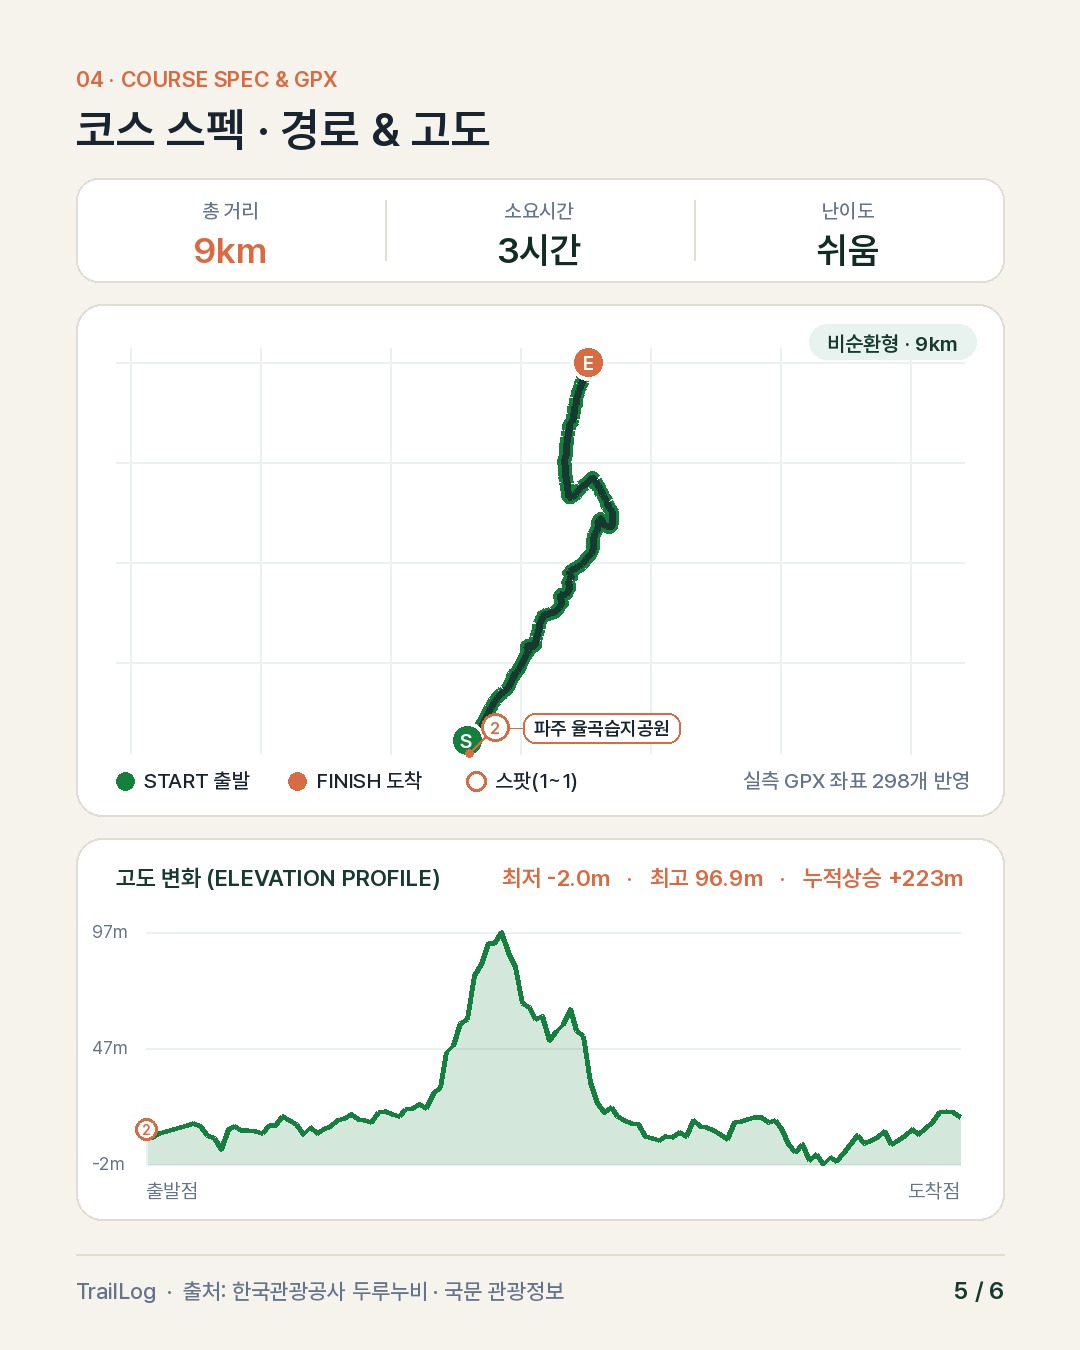 04 · COURSE SPEC & GPX
코스 스펙 · 경로 & 고도
총 거리
9km
소요시간
3시간
난이도
쉬움
비순환형 · 9km
E
S
2
파주 율곡습지공원
START 출발
FINISH 도착
스팟(1~1)
실측 GPX 좌표 298개 반영
고도 변화 (ELEVATION PROFILE)
최저 -2.0m · 최고 96.9m · 누적상승 +223m
97m
47m
2
-2m
출발점
도착점
TrailLog · 출처: 한국관광공사 두루누비 · 국문 관광정보
5 / 6